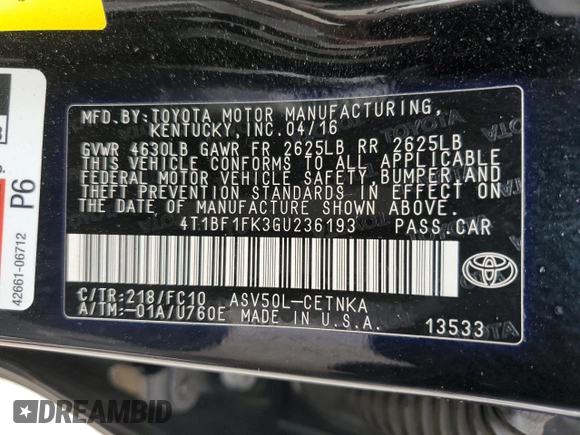 MFD.BY:TOYOTA MOTOR MANUFACTURING,
KENTUCKY,INC.04/16
GVWR 4630LB GAWR FR 2625LB RR 2625LB
THIS VEHICLE CONFORMS TO ALL APPLICABLE
FEDERAL MOTOR VEHICLE SAFETY BUMPER AND
THEFT PREVENTION STANDARDS IN EFFECT ON
THE DATE OF MANUFACTURE SHOWN ABOVE.
4T1BF1FK3GU236193 PASS.CAR
C/TR:218/FC10 ASV50L-CETNKA
A/TM:-01A/U760E MADE IN U.S.A.
13533
TOYOTA
P6
42661-06712
DREAMBID